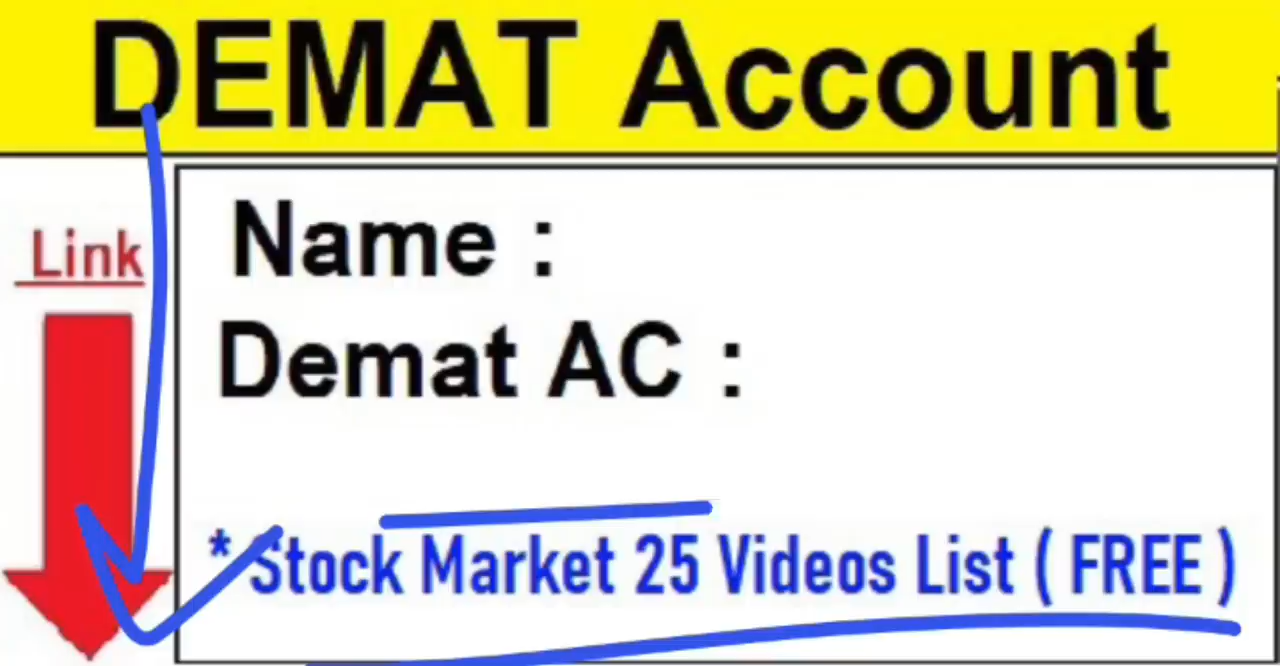 DEMAT Account
Link
Name :
Demat AC :
* Stock Market 25 Videos List ( FREE )